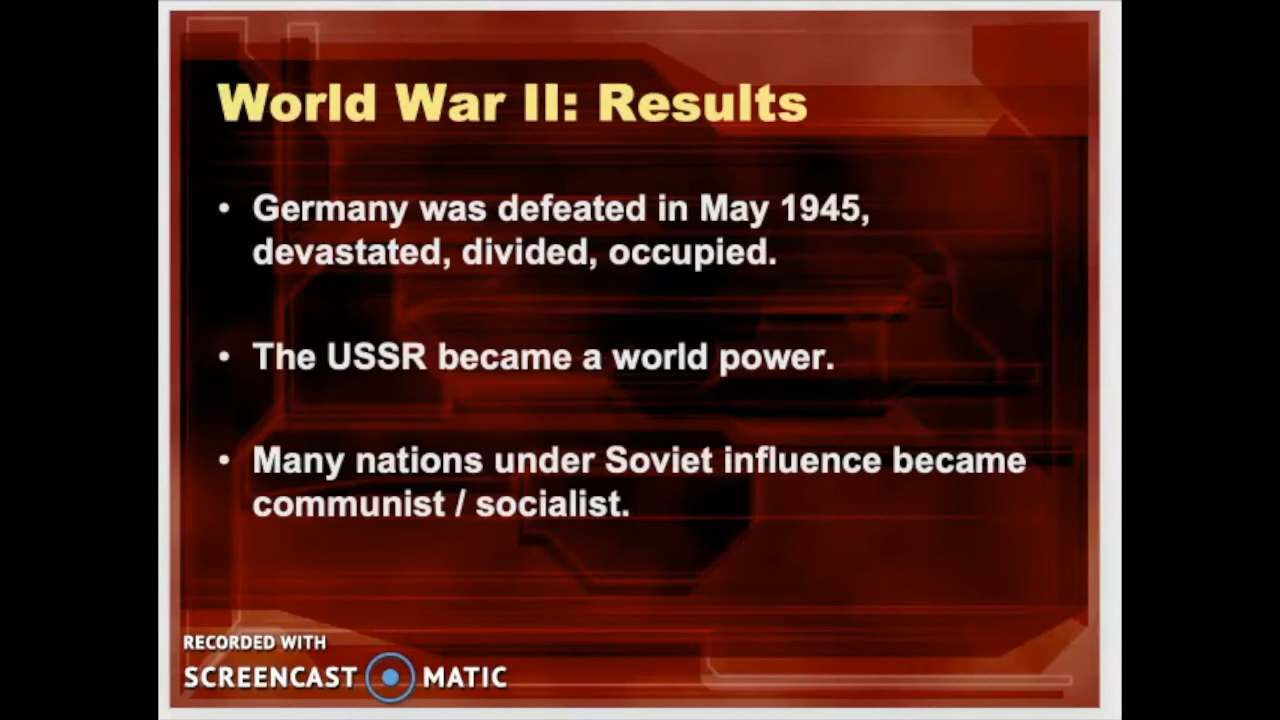 World War II: Results
• Germany was defeated in May 1945,
devastated, divided, occupied.
• The USSR became a world power.
• Many nations under Soviet influence became
communist / socialist.
RECORDED WITH
SCREENCAST MATIC